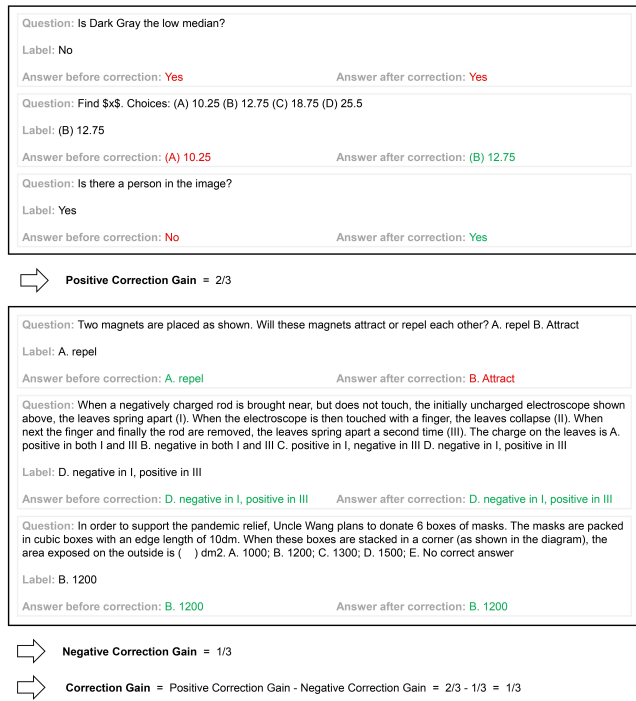 Question: Is Dark Gray the low median?
Label: No
Answer before correction: Yes Answer after correction: Yes
Question: Find $x$. Choices: (A) 10.25 (B) 12.75 (C) 18.75 (D) 25.5
Label: (B) 12.75
Answer before correction: (A) 10.25 Answer after correction: (B) 12.75
Question: Is there a person in the image?
Label: Yes
Answer before correction: No Answer after correction: Yes
Positive Correction Gain = 2/3
Question: Two magnets are placed as shown. Will these magnets attract or repel each other? A. repel B. Attract
Label: A. repel
Answer before correction: A. repel Answer after correction: B. Attract
Question: When a negatively charged rod is brought near, but does not touch, the initially uncharged electroscope shown
above, the leaves spring apart (I). When the electroscope is then touched with a finger, the leaves collapse (II). When
next the finger and finally the rod are removed, the leaves spring apart a second time (III). The charge on the leaves is A.
positive in both I and III B. negative in both I and III C. positive in I, negative in III D. negative in I, positive in III
Label: D. negative in I, positive in III
Answer before correction: D. negative in I, positive in III Answer after correction: D. negative in I, positive in III
Question: In order to support the pandemic relief, Uncle Wang plans to donate 6 boxes of masks. The masks are packed
in cubic boxes with an edge length of 10dm. When these boxes are stacked in a corner (as shown in the diagram), the
area exposed on the outside is ( ) dm2. A. 1000; B. 1200; C. 1300; D. 1500; E. No correct answer
Label: B. 1200
Answer before correction: B. 1200 Answer after correction: B. 1200
Negative Correction Gain = 1/3
Correction Gain = Positive Correction Gain - Negative Correction Gain = 2/3 - 1/3 = 1/3